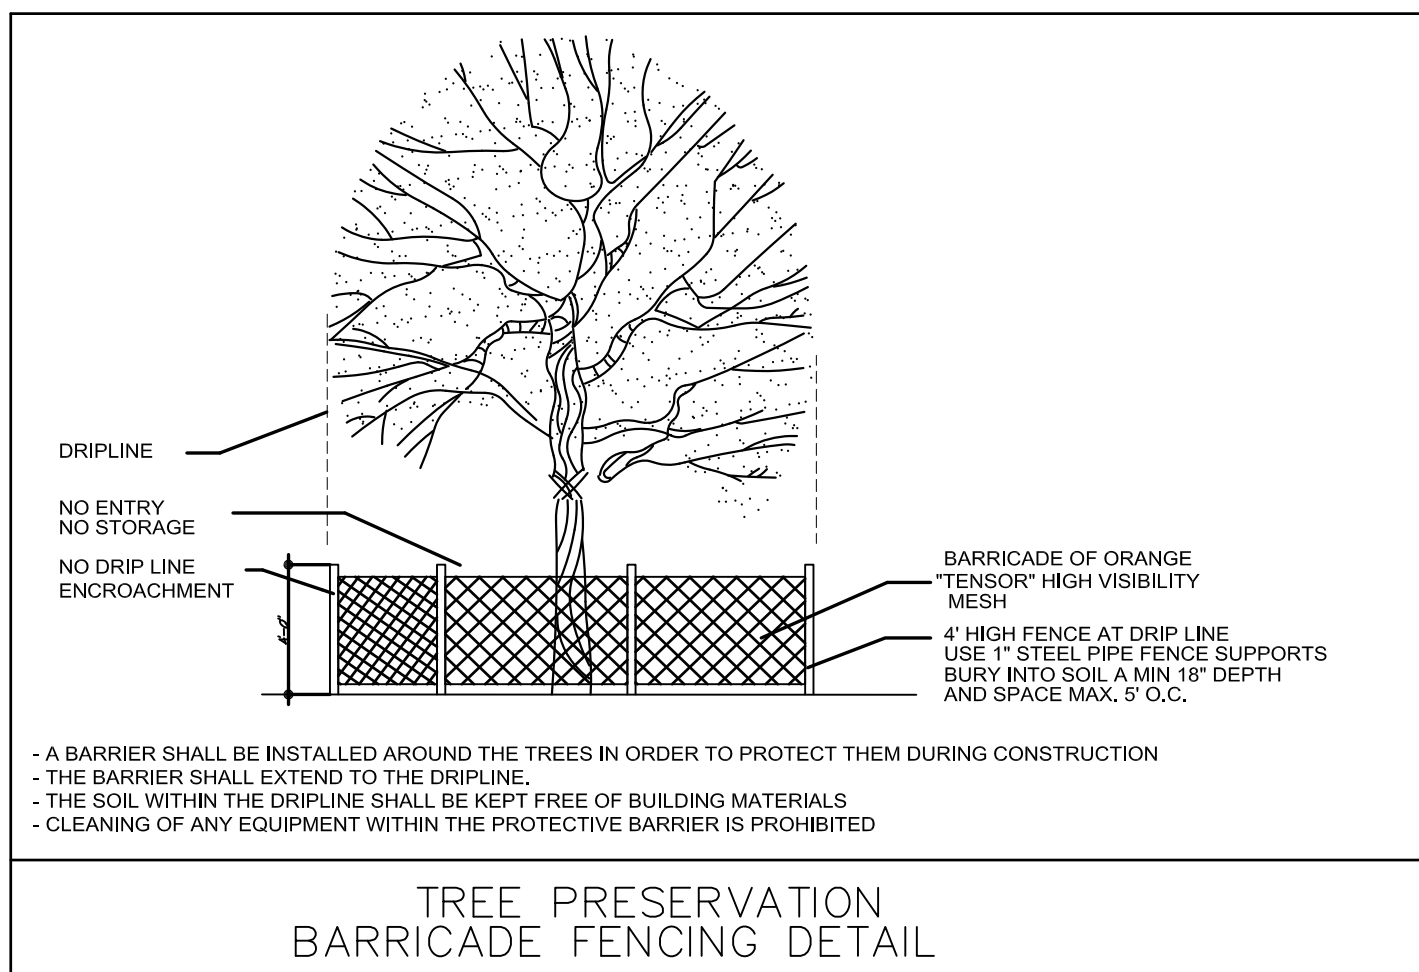 DRIPLINE
NO ENTRY
NO STORAGE
NO DRIP LINE
ENCROACHMENT
4'-0"
BARRICADE OF ORANGE
"TENSOR" HIGH VISIBILITY
MESH
4' HIGH FENCE AT DRIP LINE
USE 1" STEEL PIPE FENCE SUPPORTS
BURY INTO SOIL A MIN 18" DEPTH
AND SPACE MAX. 5' O.C.
- A BARRIER SHALL BE INSTALLED AROUND THE TREES IN ORDER TO PROTECT THEM DURING CONSTRUCTION
- THE BARRIER SHALL EXTEND TO THE DRIPLINE.
- THE SOIL WITHIN THE DRIPLINE SHALL BE KEPT FREE OF BUILDING MATERIALS
- CLEANING OF ANY EQUIPMENT WITHIN THE PROTECTIVE BARRIER IS PROHIBITED
TREE PRESERVATION
BARRICADE FENCING DETAIL